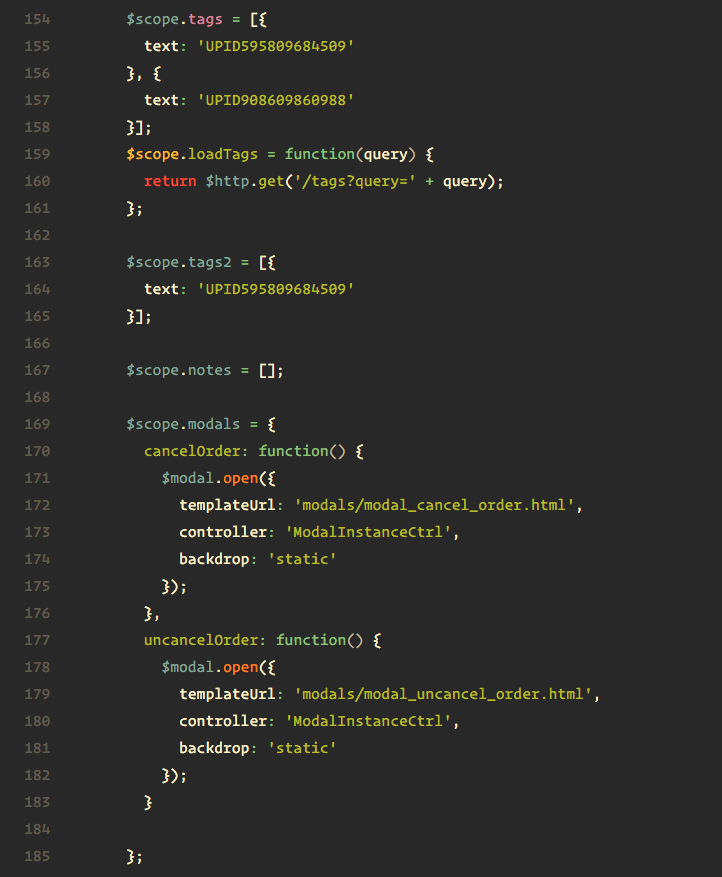 154 $scope.tags = [{
155 text: 'UPID595809684509'
156 }, {
157 text: 'UPID908609860988'
158 }];
159 $scope.loadTags = function(query) {
160 return $http.get('/tags?query=' + query);
161 };
162
163 $scope.tags2 = [{
164 text: 'UPID595809684509'
165 }];
166
167 $scope.notes = [];
168
169 $scope.modals = {
170 cancelOrder: function() {
171 $modal.open({
172 templateUrl: 'modals/modal_cancel_order.html',
173 controller: 'ModalInstanceCtrl',
174 backdrop: 'static'
175 });
176 },
177 uncancelOrder: function() {
178 $modal.open({
179 templateUrl: 'modals/modal_uncancel_order.html',
180 controller: 'ModalInstanceCtrl',
181 backdrop: 'static'
182 });
183 }
184
185 };